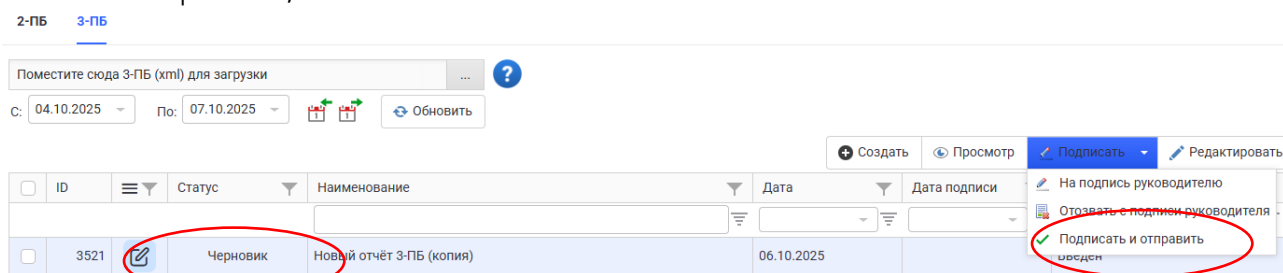 2-ПБ 3-ПБ
Поместите сюда 3-ПБ (xml) для загрузки ... ?
С: 04.10.2025 По: 07.10.2025 Обновить
Создать Просмотр Подписать Редактировать
На подпись руководителю
ID Статус Наименование Дата Дата подписи
Отозвать с подписи руководителя
Подписать и отправить
3521 Черновик Новый отчёт 3-ПБ (копия) 06.10.2025 Введен